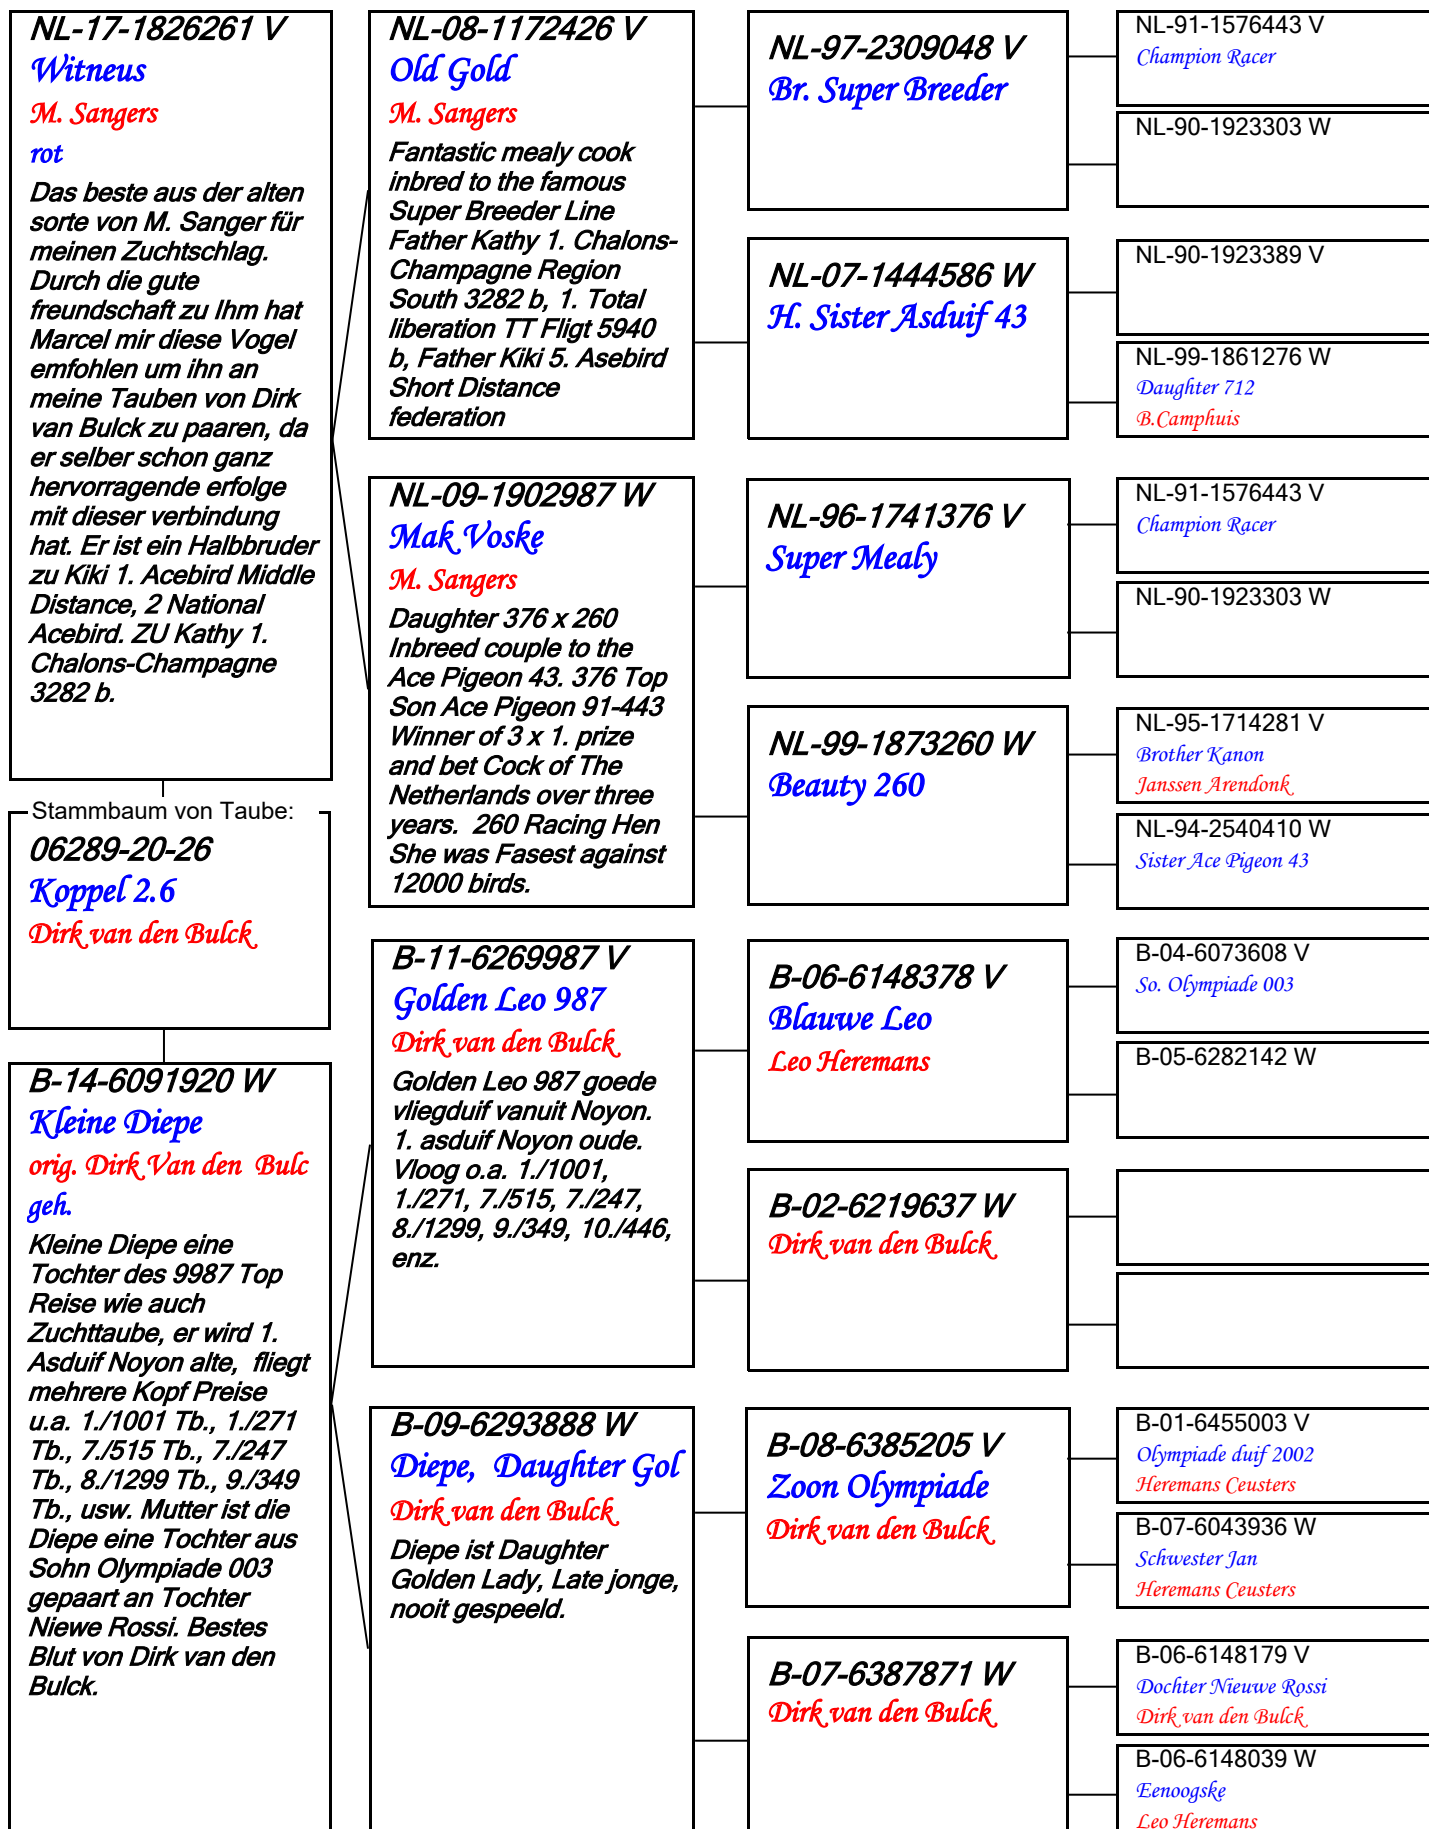 NL-17-1826261 V
Witneus
M. Sangers
rot
Das beste aus der alten
sorte von M. Sanger für
meinen Zuchtschlag.
Durch die gute
freundschaft zu Ihm hat
Marcel mir diese Vogel
emfohlen um ihn an
meine Tauben von Dirk
van Bulck zu paaren, da
er selber schon ganz
hervorragende erfolge
mit dieser verbindung
hat. Er ist ein Halbbruder
zu Kiki 1. Acebird Middle
Distance, 2 National
Acebird. ZU Kathy 1.
Chalons-Champagne
3282 b.
Stammbaum von Taube:
06289-20-26
Koppel 2.6
Dirk van den Bulck
B-14-6091920 W
Kleine Diepe
orig. Dirk Van den  Bulc
geh.
Kleine Diepe eine
Tochter des 9987 Top
Reise wie auch
Zuchttaube, er wird 1.
Asduif Noyon alte,  fliegt
mehrere Kopf Preise
u.a. 1./1001 Tb., 1./271
Tb., 7./515 Tb., 7./247
Tb., 8./1299 Tb., 9./349
Tb., usw. Mutter ist die
Diepe eine Tochter aus
Sohn Olympiade 003
gepaart an Tochter
Niewe Rossi. Bestes
Blut von Dirk van den
Bulck.
NL-08-1172426 V
Old Gold
M. Sangers
Fantastic mealy cook
inbred to the famous
Super Breeder Line
Father Kathy 1. Chalons-
Champagne Region
South 3282 b, 1. Total
liberation TT Fligt 5940
b, Father Kiki 5. Asebird
Short Distance
federation
NL-09-1902987 W
Mak Voske
M. Sangers
Daughter 376 x 260
Inbreed couple to the
Ace Pigeon 43. 376 Top
Son Ace Pigeon 91-443
Winner of 3 x 1. prize
and bet Cock of The
Netherlands over three
years.  260 Racing Hen
She was Fasest against
12000 birds.
B-11-6269987 V
Golden Leo 987
Dirk van den Bulck
Golden Leo 987 goede
vliegduif vanuit Noyon.
1. asduif Noyon oude.
Vloog o.a. 1./1001,
1./271, 7./515, 7./247,
8./1299, 9./349, 10./446,
enz.
B-09-6293888 W
Diepe,  Daughter Gol
Dirk van den Bulck
Diepe ist Daughter
Golden Lady, Late jonge,
nooit gespeeld.
NL-97-2309048 V
Br. Super Breeder
NL-07-1444586 W
H. Sister Asduif 43
NL-96-1741376 V
Super Mealy
NL-99-1873260 W
Beauty 260
B-06-6148378 V
Blauwe Leo
Leo Heremans
B-02-6219637 W
Dirk van den Bulck
B-08-6385205 V
Zoon Olympiade
Dirk van den Bulck
B-07-6387871 W
Dirk van den Bulck
NL-91-1576443 V
Champion Racer
NL-90-1923303 W
NL-90-1923389 V
NL-99-1861276 W
Daughter 712
B.Camphuis
NL-91-1576443 V
Champion Racer
NL-90-1923303 W
NL-95-1714281 V
Brother Kanon
Janssen Arendonk
NL-94-2540410 W
Sister Ace Pigeon 43
B-04-6073608 V
So. Olympiade 003
B-05-6282142 W
B-01-6455003 V
Olympiade duif 2002
Heremans Ceusters
B-07-6043936 W
Schwester Jan
Heremans Ceusters
B-06-6148179 V
Dochter Nieuwe Rossi
Dirk van den Bulck
B-06-6148039 W
Eenoogske
Leo Heremans